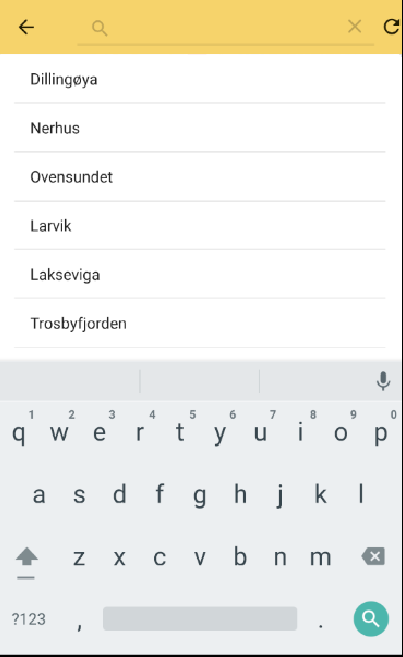 Dillingøya
Nerhus
Ovensundet
Larvik
Lakseviga
Trosbyfjorden
1 2 3 4 5 6 7 8 9 0
q w e r t y u i o p
a s d f g h j k l
z x c v b n m
?123 , .